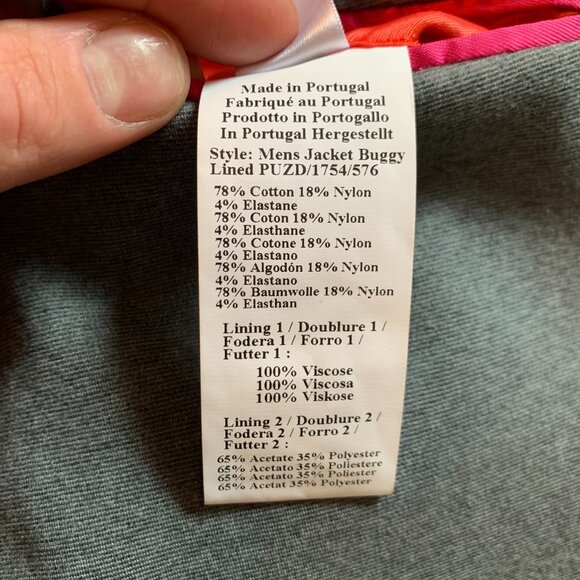 Made in Portugal
Fabriqué au Portugal
Prodotto in Portogallo
In Portugal Hergestellt
Style: Mens Jacket Buggy
Lined PUZD/1754/576
78% Cotton 18% Nylon
4% Elastane
78% Coton 18% Nylon
4% Elasthane
78% Cotone 18% Nylon
4% Elastano
78% Algodón 18% Nylon
4% Elastano
78% Baumwolle 18% Nylon
4% Elasthan
Lining 1 / Doublure 1 /
Fodera 1 / Forro 1 /
Futter 1 :
100% Viscose
100% Viscosa
100% Viskose
Lining 2 / Doublure 2 /
Fodera 2 / Forro 2 /
Futter 2 :
65% Acetate 35% Polyester
65% Acetato 35% Poliestere
65% Acetato 35% Poliester
65% Acetat 35% Polyester